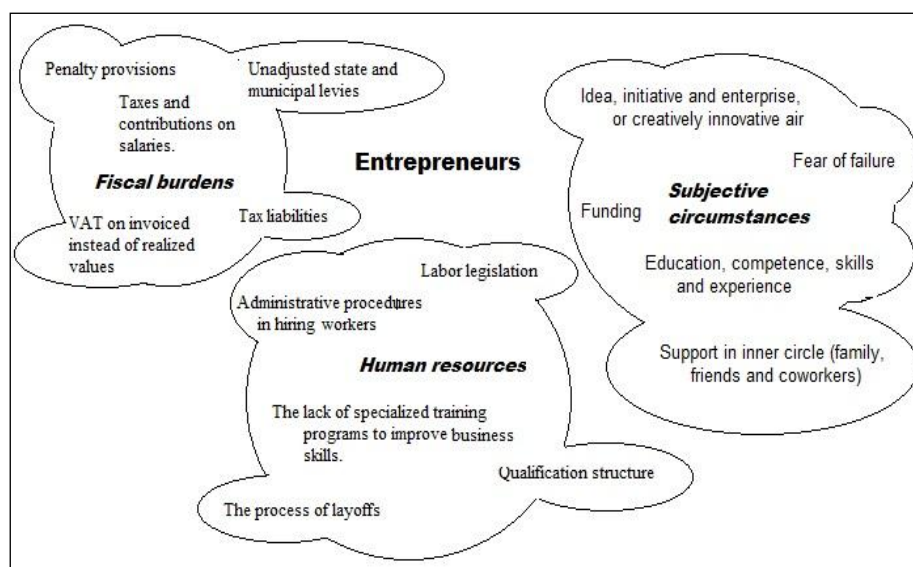 Penalty provisions
Unadjusted state and
municipal levies
Taxes and
contributions on
salaries.
Fiscal burdens
VAT on invoiced
instead of realized
values
Tax liabilities
Entrepreneurs
Idea, initiative and enterprise,
or creatively innovative air
Fear of failure
Subjective
circumstances
Funding
Education, competence, skills
and experience
Support in inner circle (family,
friends and coworkers)
Labor legislation
Administrative procedures
in hiring workers
Human resources
The lack of specialized training
programs to improve business
skills.
Qualification structure
The process of layoffs